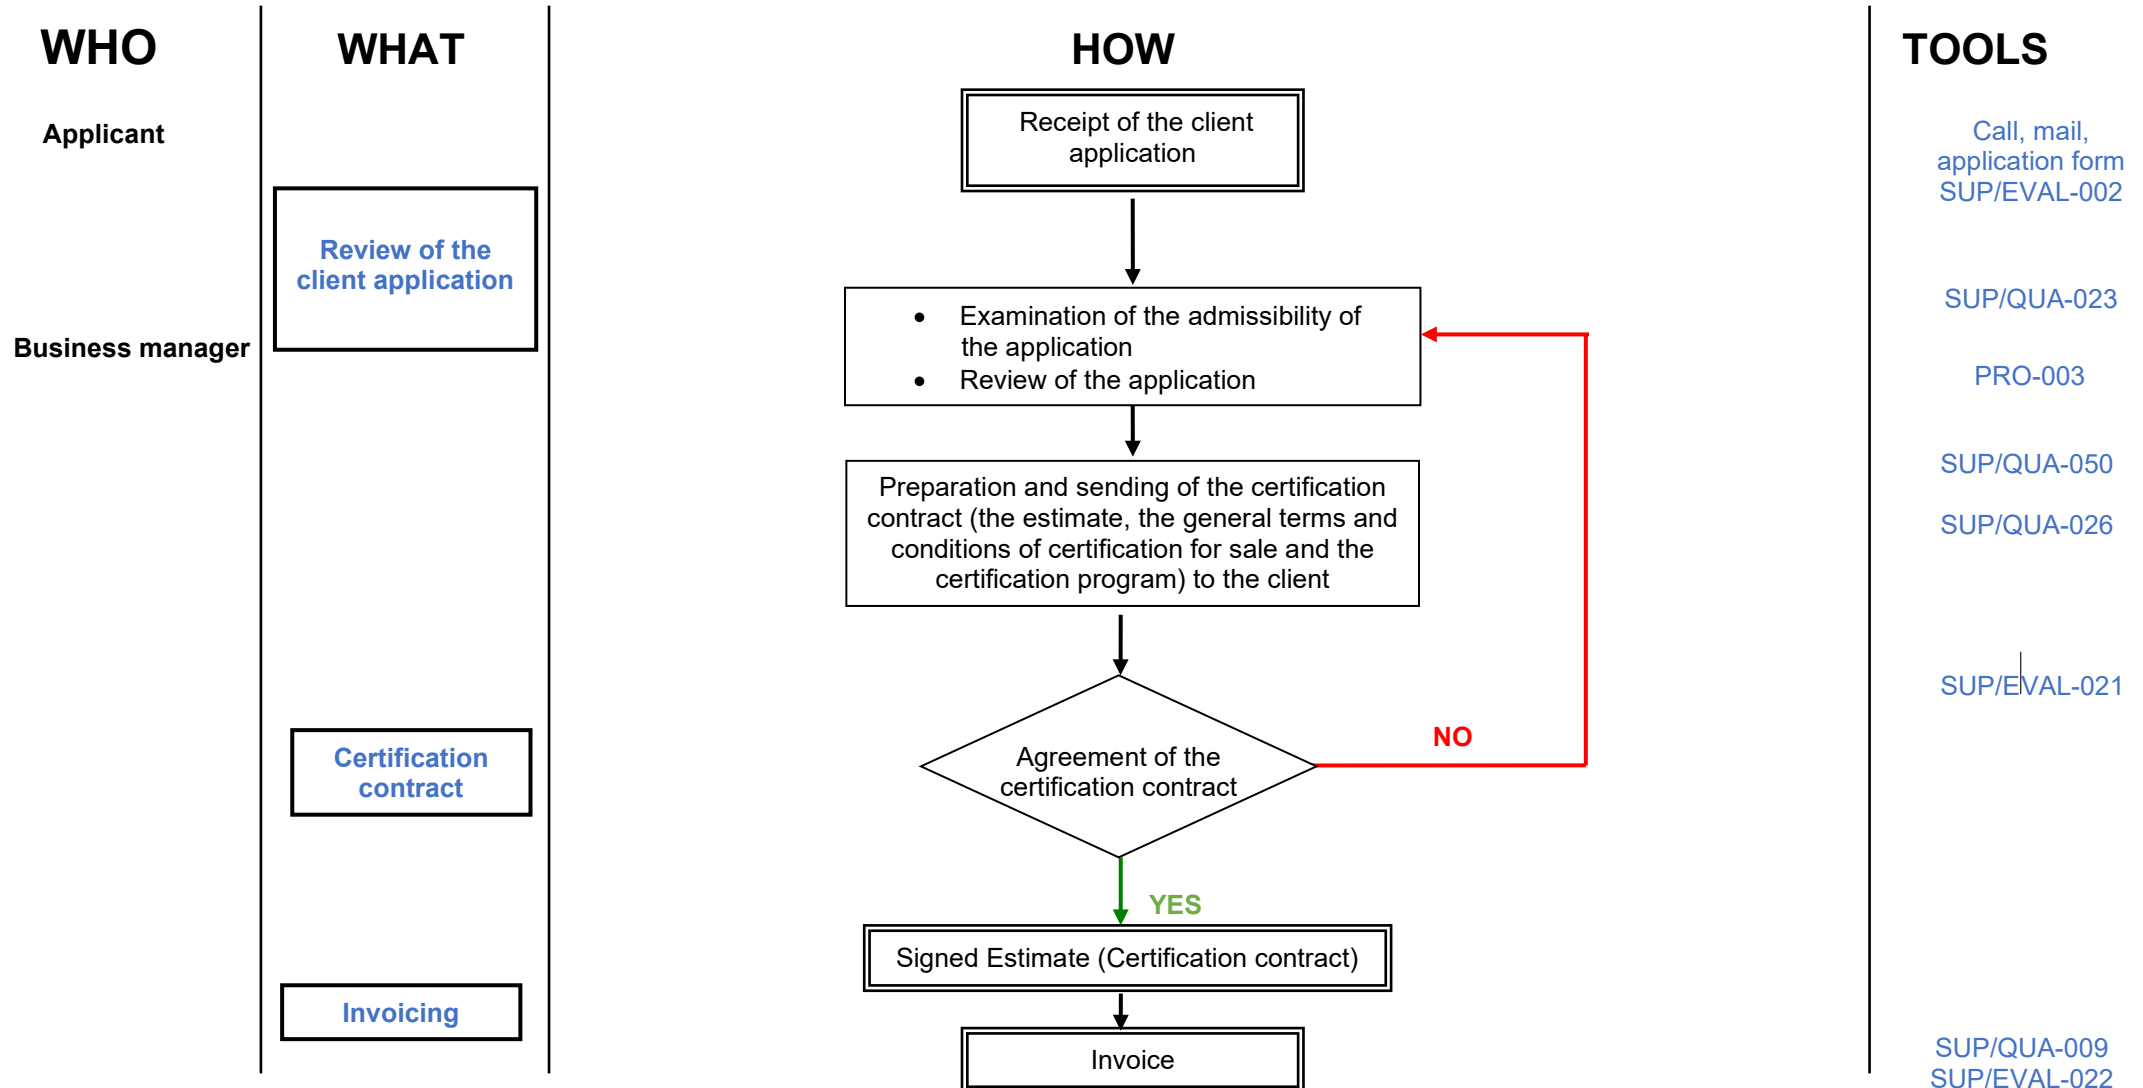 WHO
WHAT
HOW
TOOLS
Applicant
Receipt of the client
application
Call, mail,
application form
SUP/EVAL-002
Review of the
client application
Business manager
• Examination of the admissibility of
the application
• Review of the application
SUP/QUA-023
PRO-003
Preparation and sending of the certification
contract (the estimate, the general terms and
conditions of certification for sale and the
certification program) to the client
SUP/QUA-050
SUP/QUA-026
SUP/EVAL-021
Certification
contract
Agreement of the
certification contract
NO
YES
Signed Estimate (Certification contract)
Invoicing
Invoice
SUP/QUA-009
SUP/EVAL-022